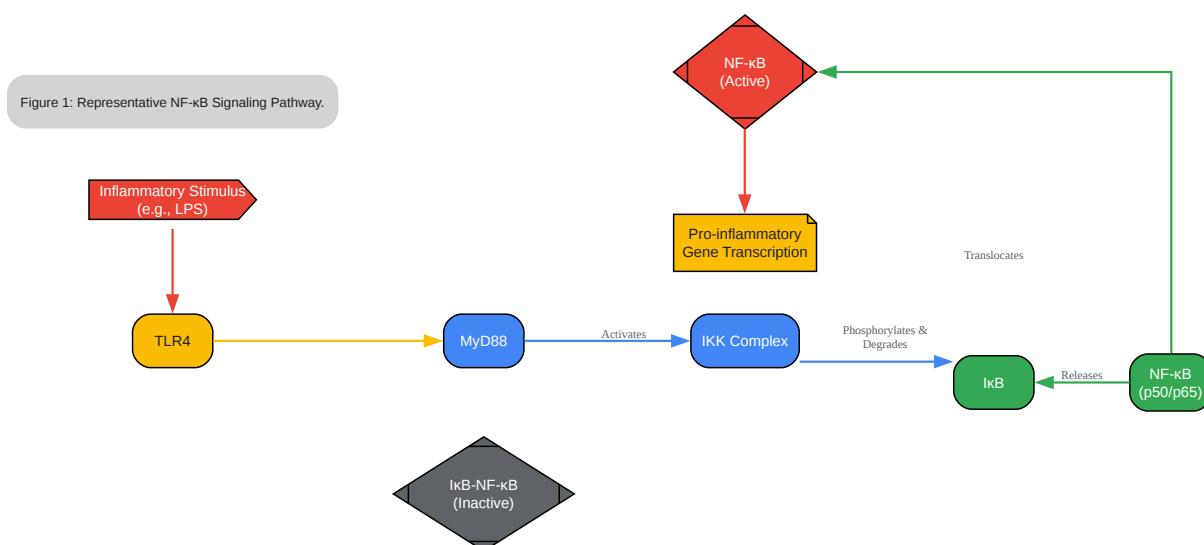 NF-κB
(Active)
Figure 1: Representative NF-κB Signaling Pathway.
Inflammatory Stimulus
(e.g., LPS)
Pro-inflammatory
Gene Transcription
Translocates
TLR4
MyD88
Activates
IKK Complex
Phosphorylates &
Degrades
IκB
Releases
NF-κB
(p50/p65)
IκB-NF-κB
(Inactive)